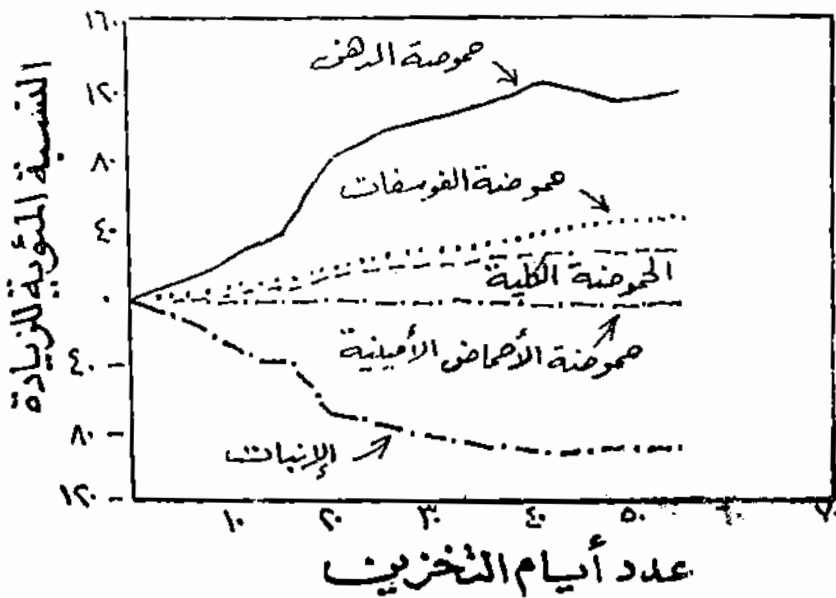 النسبة المئوية للزيادة
١٦٠
١٢٠
٨٠
٤٠
٠
٤٠ –
٨٠ –
١٢٠ –
حموضة الدهن
حموضة الفوسفات
الحموضة الكلية
حموضة الأحماض الأمينية
الإنبات
١٠ ٢٠ ٣٠ ٤٠ ٥٠ ٦٠ ٧٠
عدد أيام التخزين